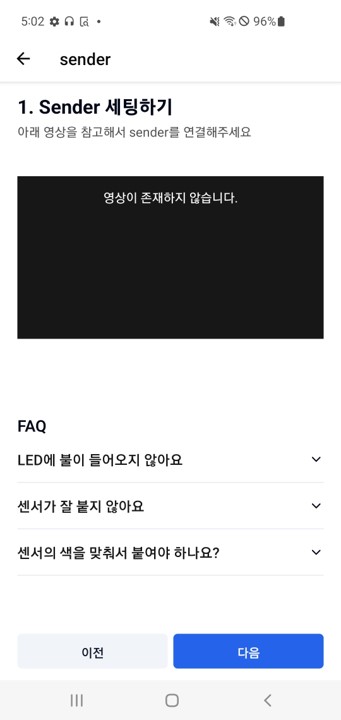 5:02 96%
sender
1. Sender 세팅하기
아래 영상을 참고해서 sender를 연결해주세요
영상이 존재하지 않습니다.
FAQ
LED에 불이 들어오지 않아요
센서가 잘 붙지 않아요
센서의 색을 맞춰서 붙여야 하나요?
이전 다음